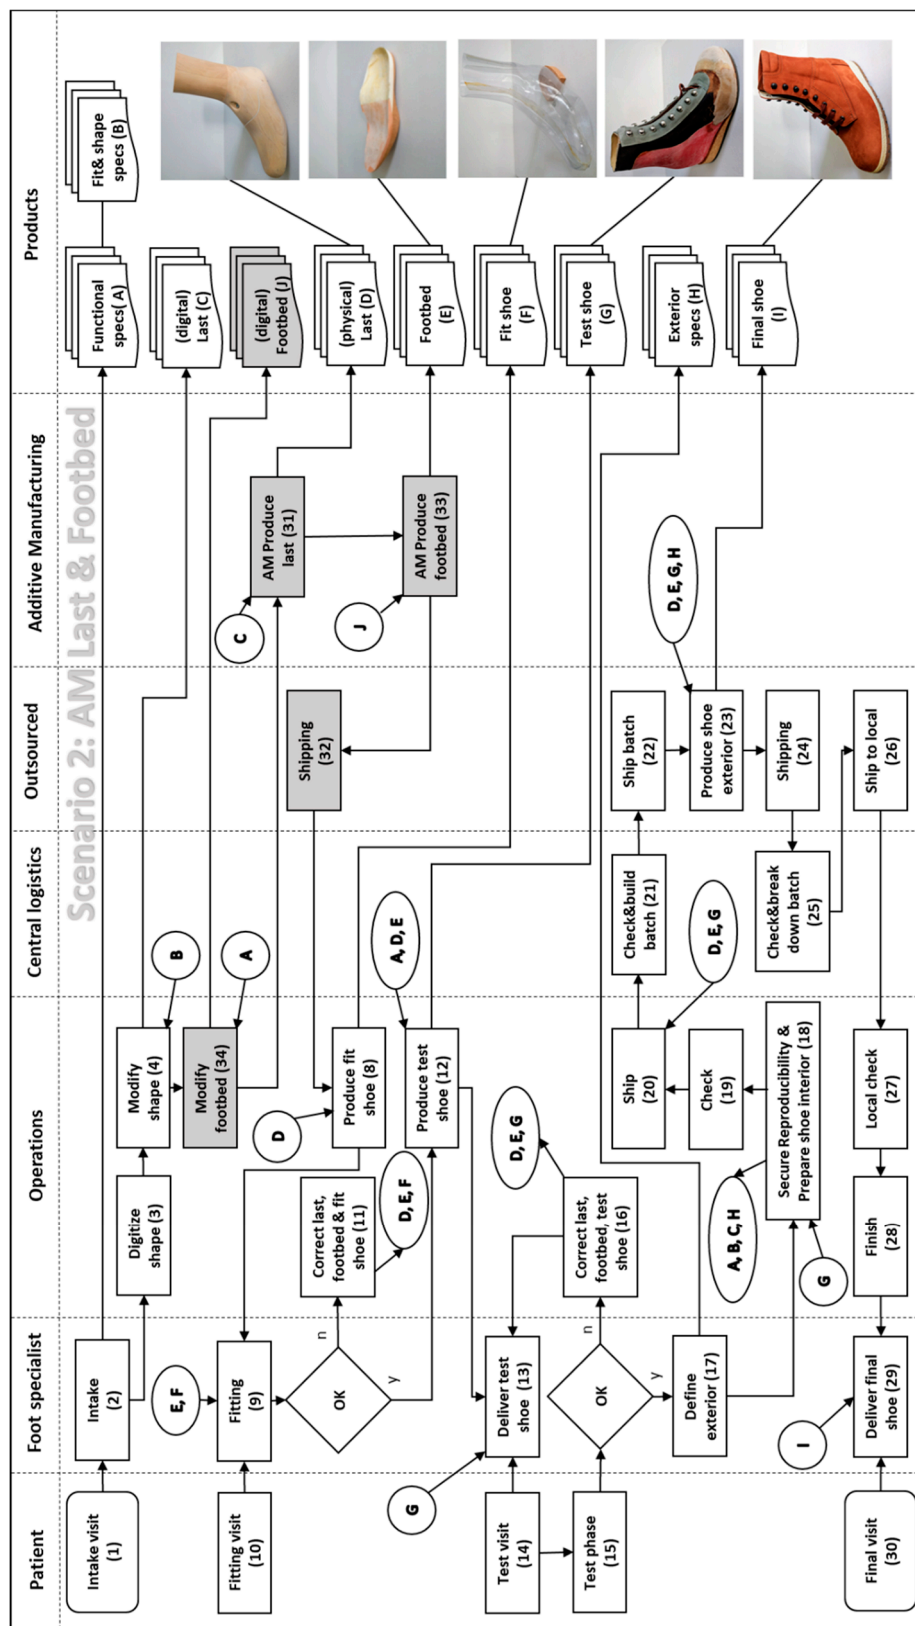 Scenario 2: AM Last & Footbed
Patient
Foot specialist
Operations
Central logistics
Outsourced
Additive Manufacturing
Products
Intake visit
(1)
Intake
(2)
Digitize
shape (3)
Modify
shape (4)
B
Modify
footbed (34)
A
Functional
specs( A)
Fit& shape
specs (B)
(digital)
Last (C)
(digital)
Footbed (J)
C
AM Produce
last (31)
(physical)
Last (D)
J
AM Produce
footbed (33)
Footbed
(E)
Shipping
(32)
Fitting visit
(10)
E,F
Fitting
(9)
D
Produce fit
shoe (8)
Fit shoe
(F)
OK
n
y
Correct last,
footbed & fit
shoe (11)
D, E, F
A, D, E
Produce test
shoe (12)
Test shoe
(G)
G
Test visit
(14)
Deliver test
shoe (13)
Test phase
(15)
OK
n
y
Correct last,
footbed, test
shoe (16)
D, E, G
Define
exterior (17)
Exterior
specs (H)
A, B, C, H
G
Secure Reproducibility &
Prepare shoe interior (18)
Check
(19)
Ship
(20)
D, E, G
Check&build
batch (21)
Ship batch
(22)
D, E, G, H
Produce shoe
exterior (23)
Final shoe
(I)
Shipping
(24)
Check&break
down batch
(25)
Ship to local
(26)
Local check
(27)
Finish
(28)
I
Deliver final
shoe (29)
Final visit
(30)